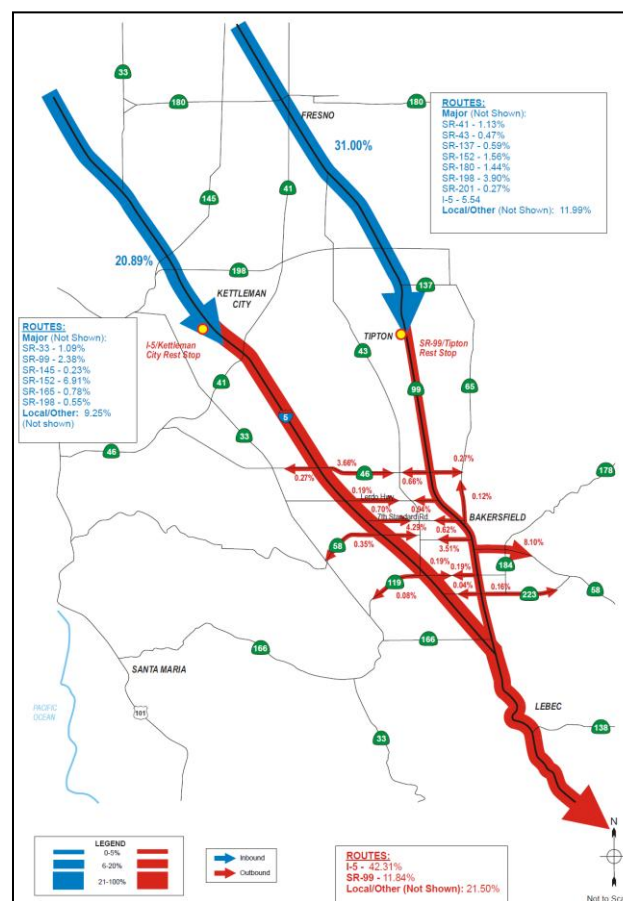 33
180
FRESNO
180
31.00%
ROUTES:
Major (Not Shown):
SR-41 - 1.13%
SR-43 - 0.47%
SR-137 - 0.59%
SR-152 - 1.56%
SR-180 - 1.44%
SR-198 - 3.90%
SR-201 - 0.27%
I-5 - 5.54
Local/Other (Not Shown): 11.99%
145
41
20.89%
198
KETTLEMAN
CITY
137
ROUTES:
Major (Not Shown):
SR-33 - 1.09%
SR-99 - 2.38%
SR-145 - 0.23%
SR-152 - 6.91%
SR-165 - 0.78%
SR-198 - 0.55%
Local/Other: 9.25%
(Not shown)
I-5/Kettleman
City Rest Stop
TIPTON
SR-99/Tipton
Rest Stop
43
41
99
65
33
5
46
3.66%
46
0.27%
0.66%
0.27%
178
0.19%
Lerdo Hwy.
0.70%
0.94%
0.12%
7th Standard Rd.
4.29%
0.62%
BAKERSFIELD
58
0.35%
3.51%
8.10%
184
0.19%
0.19%
119
0.08%
0.04%
0.16%
223
58
166
166
SANTA MARIA
PACIFIC
OCEAN
101
LEBEC
138
33
N
Not to Scale
LEGEND
0-5%
6-20%
21-100%
Inbound
Outbound
ROUTES:
I-5 - 42.31%
SR-99 - 11.84%
Local/Other (Not Shown): 21.50%